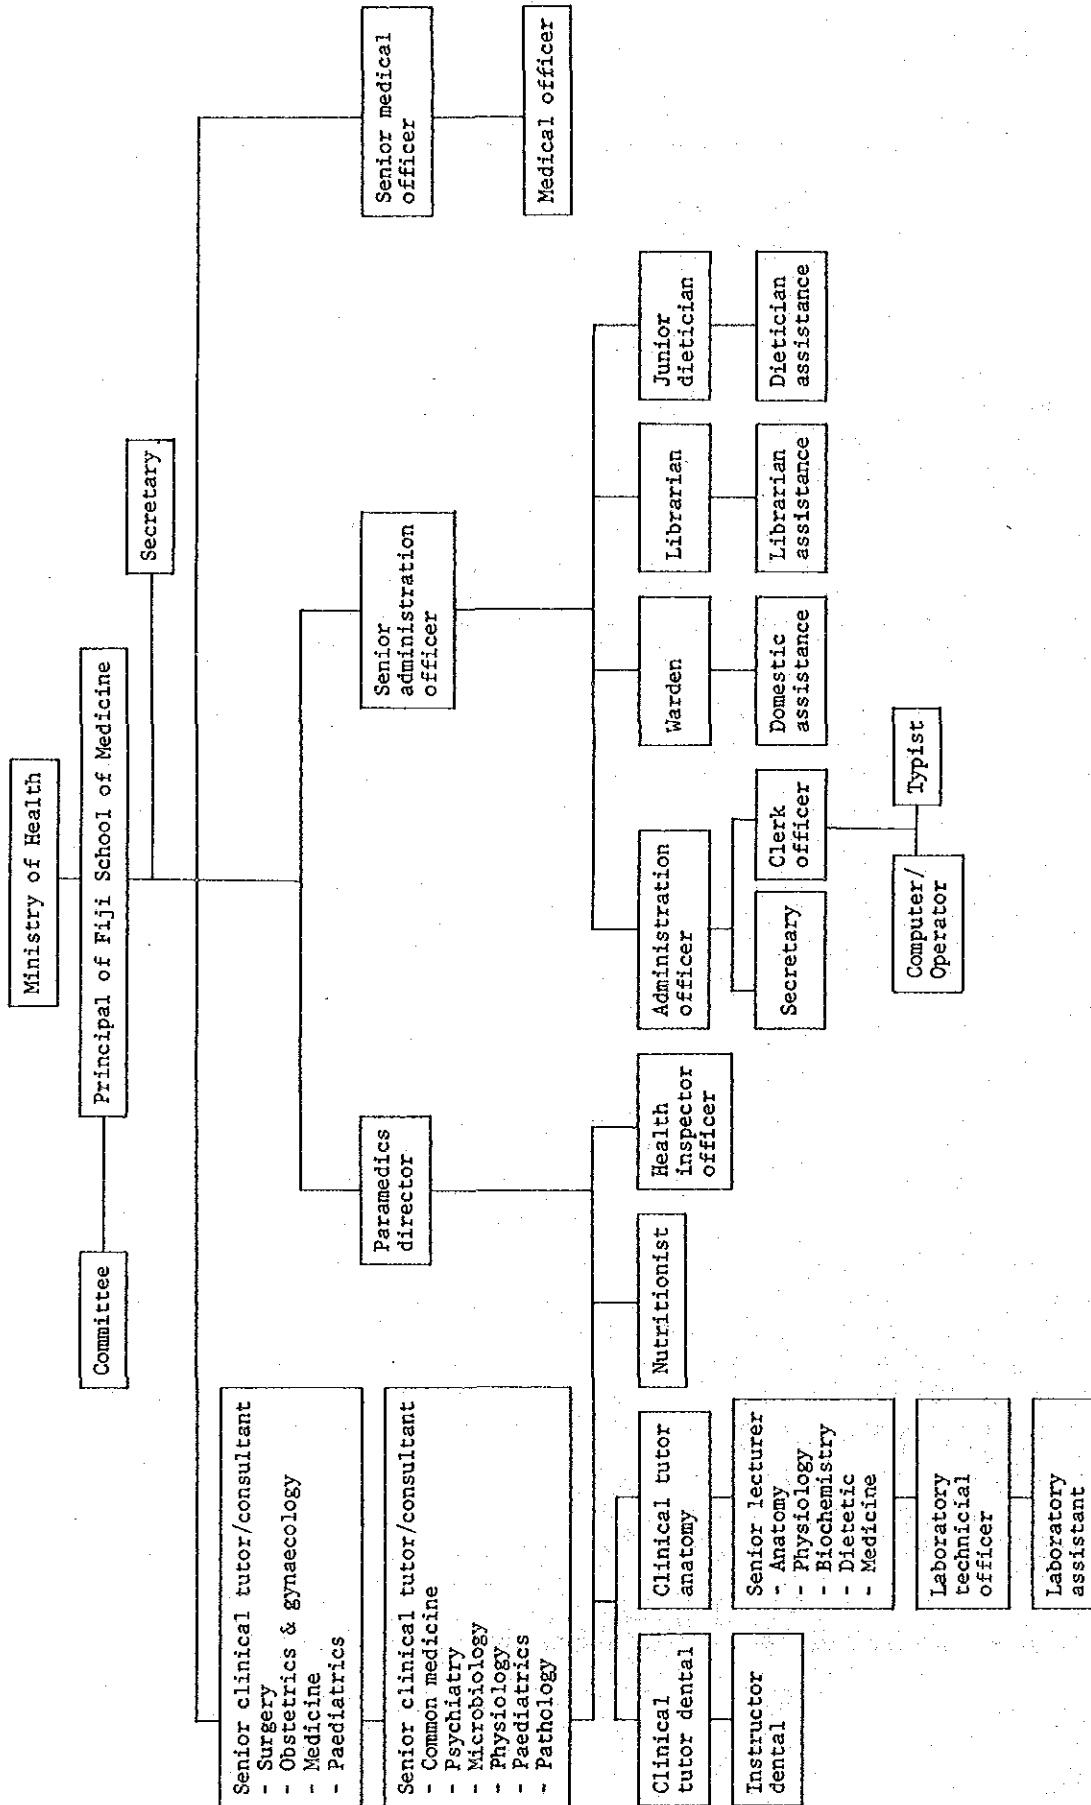 Ministry of Health
Principal of Fiji School of Medicine
Committee
Secretary
Senior clinical tutor/consultant
- Surgery
- Obstetrics & gynaecology
- Medicine
- Paediatrics
Senior clinical tutor/consultant
- Common medicine
- Psychiatry
- Microbiology
- Physiology
- Paediatrics
- Pathology
Paramedics
director
Senior
administration
officer
Senior medical
officer
Medical officer
Clinical
tutor dental
Instructor
dental
Clinical tutor
anatomy
Senior lecturer
- Anatomy
- Physiology
- Biochemistry
- Dietetic
- Medicine
Laboratory
technicial
officer
Laboratory
assistant
Nutritionist
Health
inspector
officer
Administration
officer
Secretary
Clerk
officer
Computer/
Operator
Typist
Warden
Domestic
assistance
Librarian
Librarian
assistance
Junior
dietician
Dietician
assistance